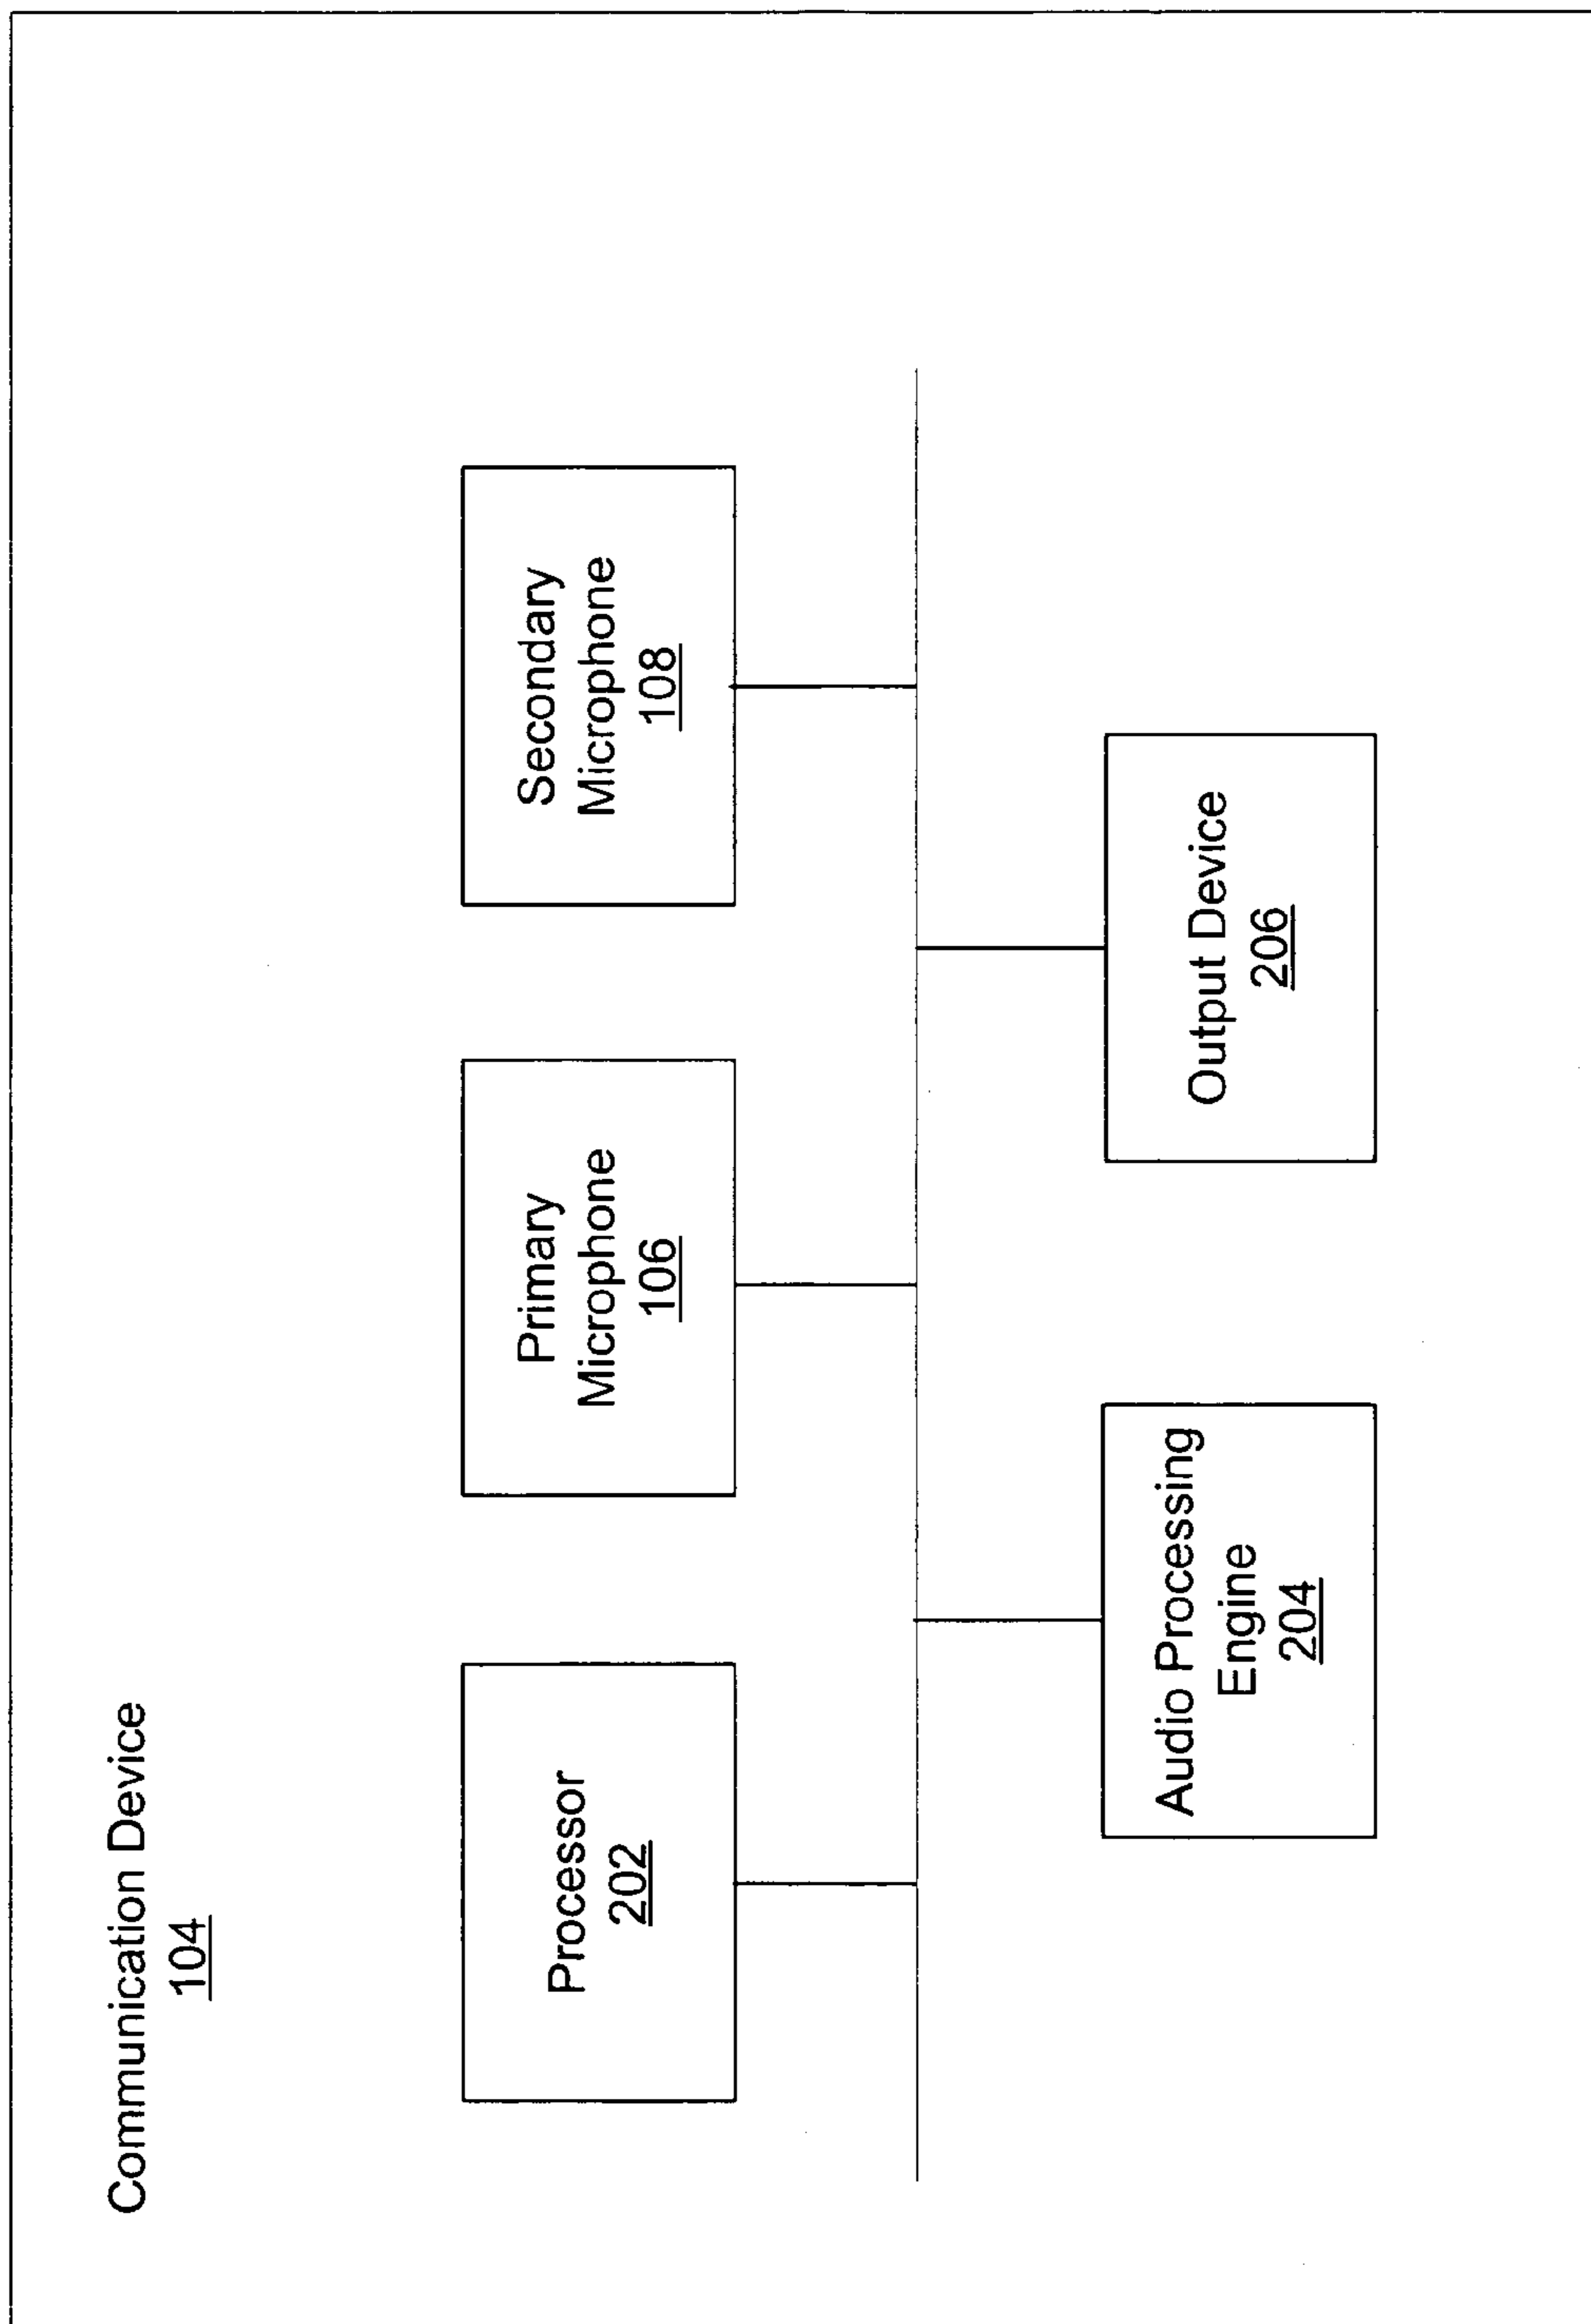 Communication Device
104
Processor
202
Primary
Microphone
106
Secondary
Microphone
108
Audio Processing
Engine
204
Output Device
206